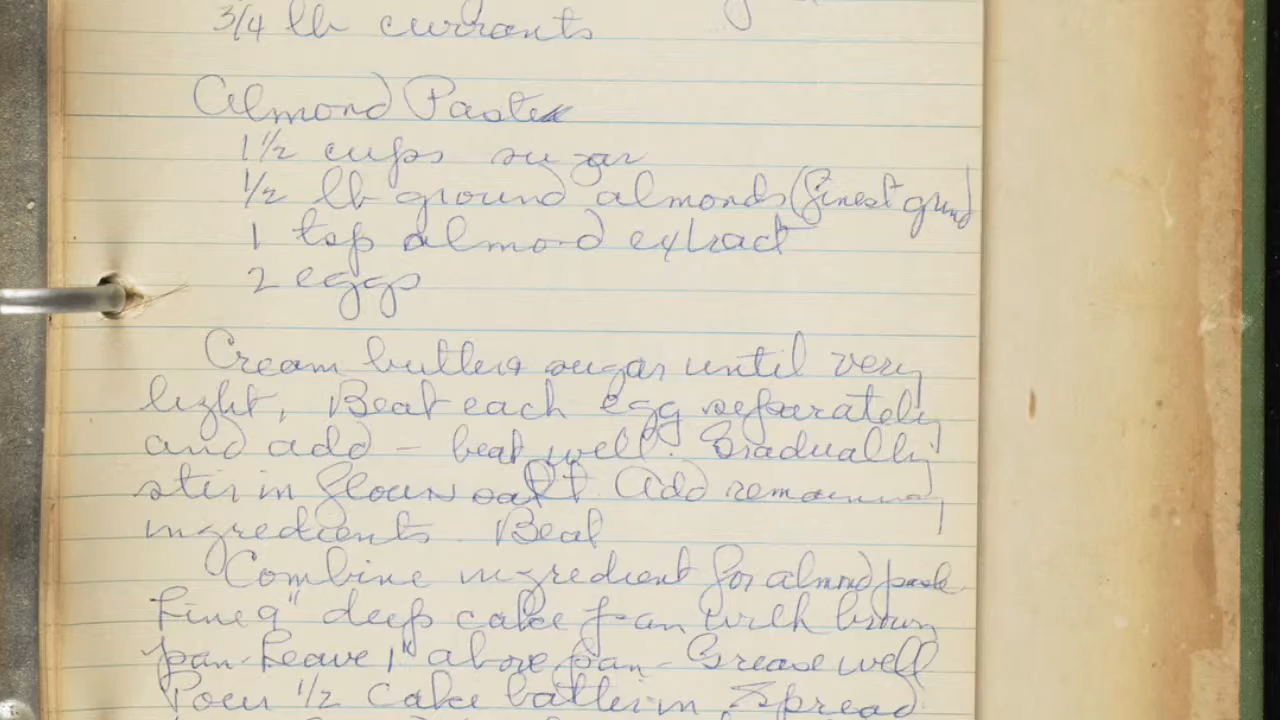 3/4 lb currants
Almond Paste
1 1/2 cups sugar
1/2 lb ground almonds (finest grind
1 tsp almond extract
2 eggs
Cream butter & sugar until very
light, Beat each egg separately
and add - beat well. Gradually
stir in flour & salt. Add remaining
ingredients. Beat
Combine ingredient for almond paste
Line 9" deep cake pan with brown
pan - Leave 1" above pan - Grease well
Pour 1/2 cake batter in. Spread